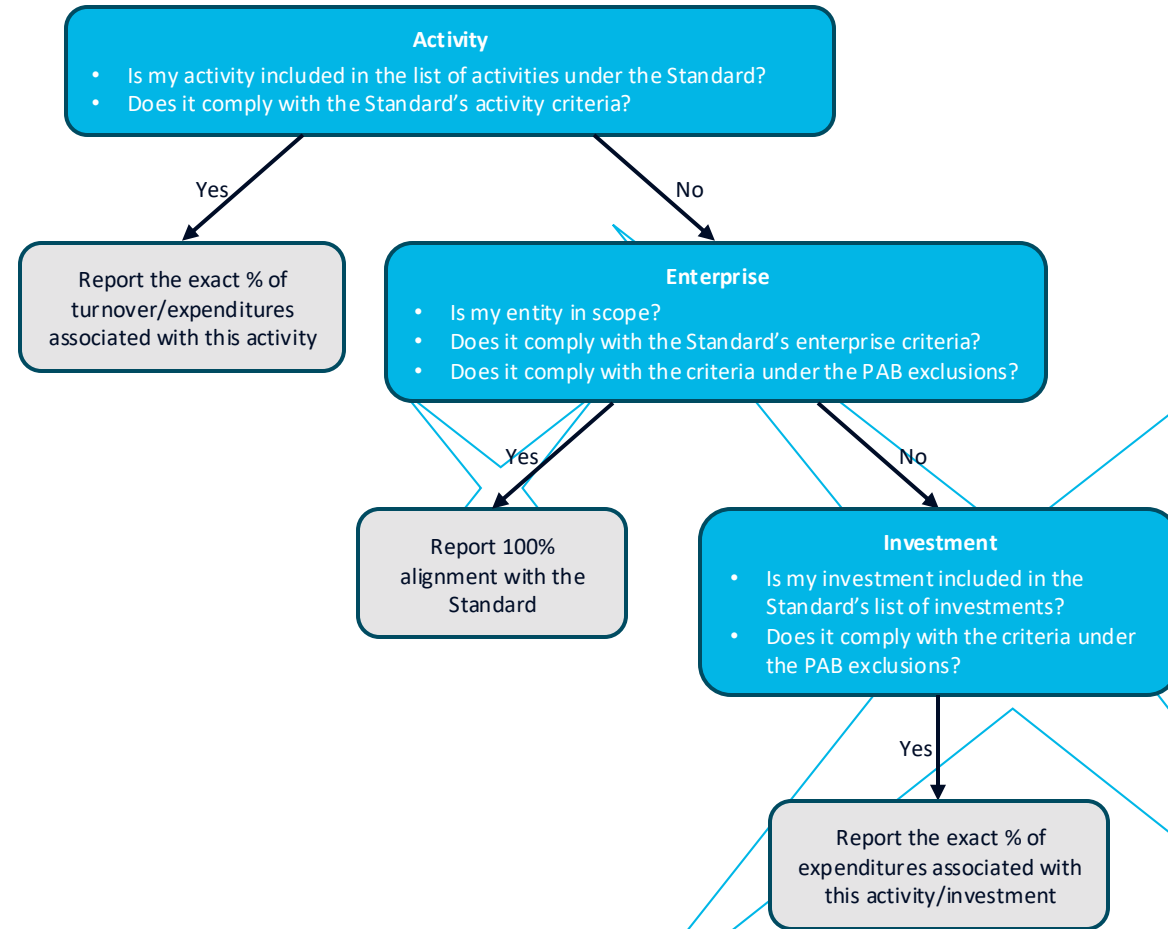 Activity
• Is my activity included in the list of activities under the Standard?
• Does it comply with the Standard's activity criteria?
Yes
No
Report the exact % of
turnover/expenditures
associated with this activity
Enterprise
• Is my entity in scope?
• Does it comply with the Standard's enterprise criteria?
• Does it comply with the criteria under the PAB exclusions?
Yes
No
Report 100%
alignment with the
Standard
Investment
• Is my investment included in the
Standard's list of investments?
• Does it comply with the criteria under
the PAB exclusions?
Yes
Report the exact % of
expenditures associated with
this activity/investment